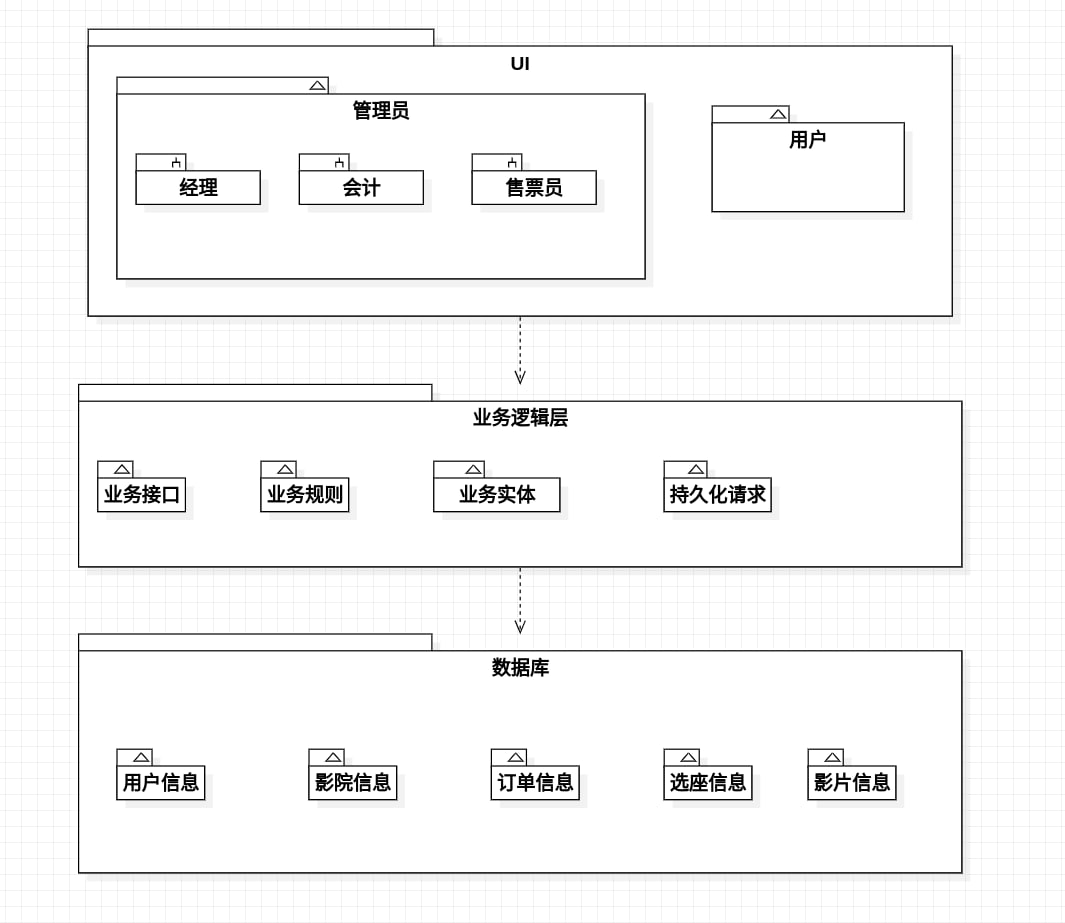 UI
管理员
用户
经理
会计
售票员
业务逻辑层
业务接口
业务规则
业务实体
持久化请求
数据库
用户信息
影院信息
订单信息
选座信息
影片信息